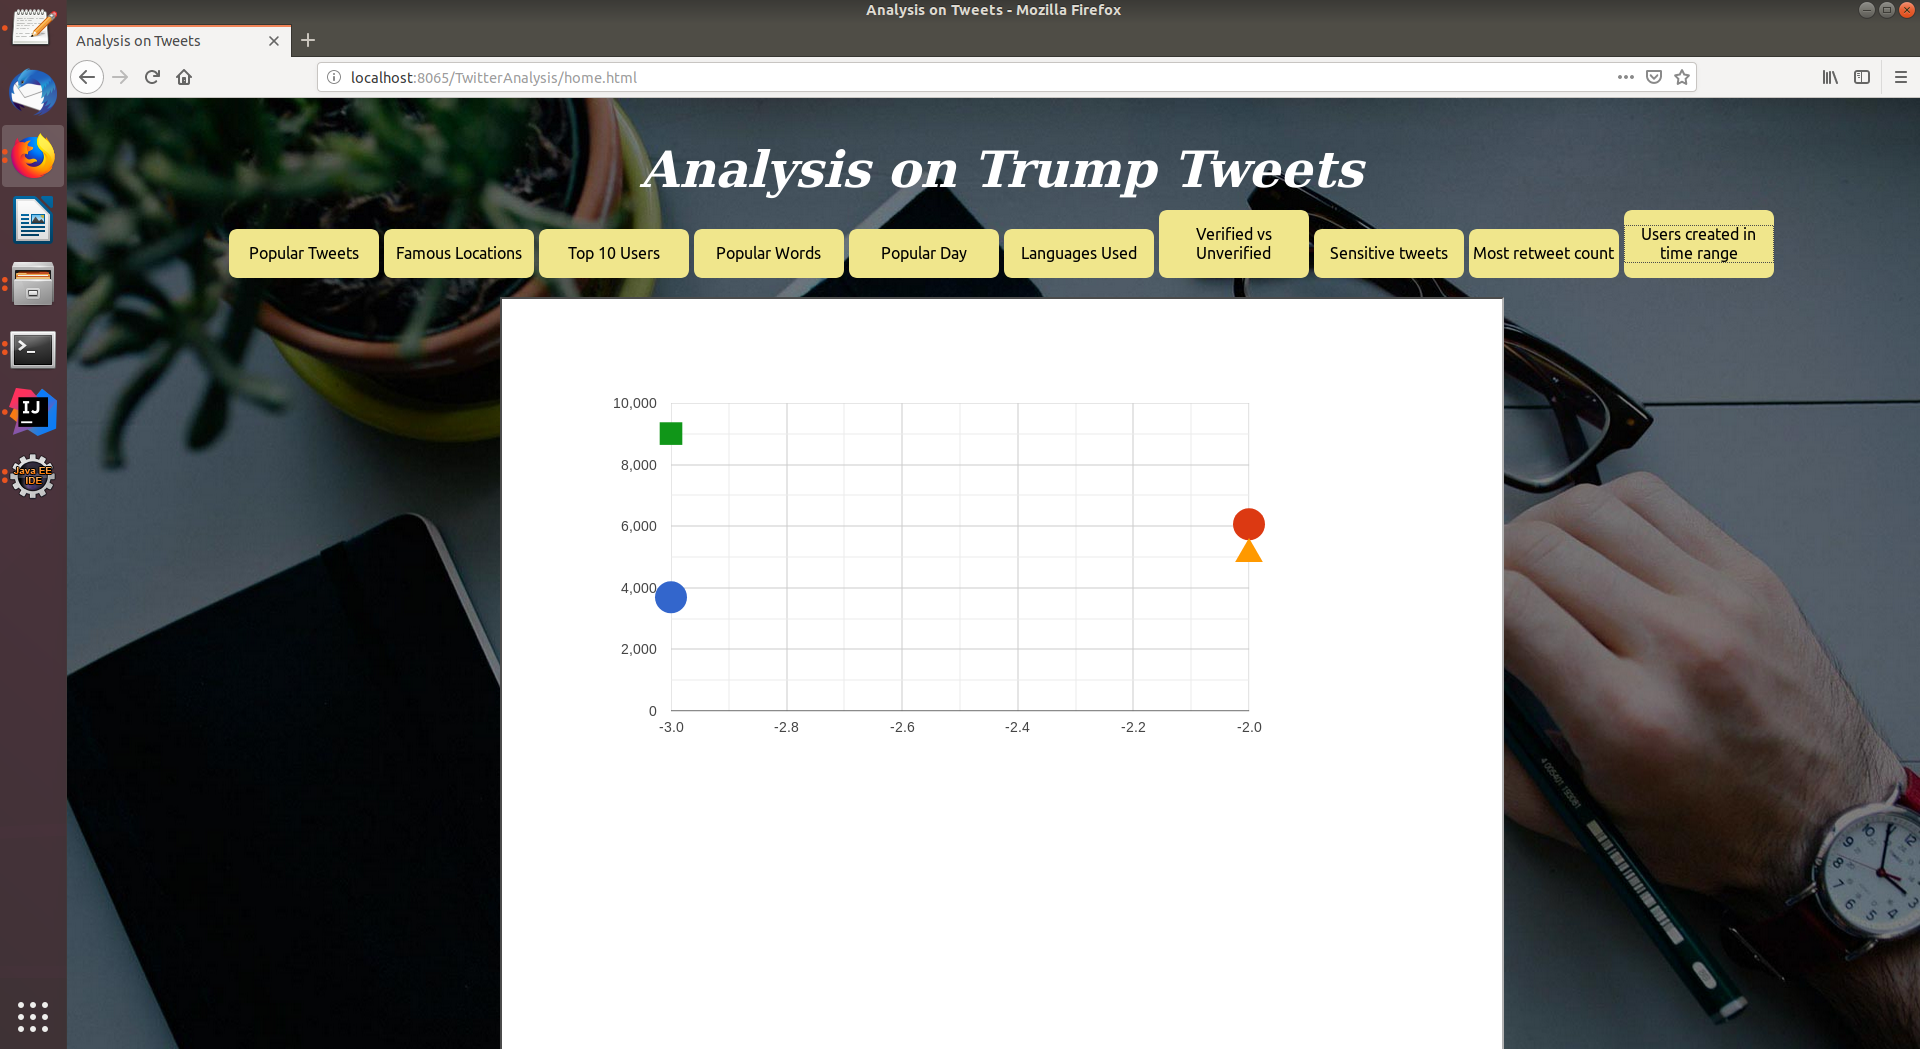 Analysis on Tweets - Mozilla Firefox
Analysis on Tweets
localhost:8065/TwitterAnalysis/home.html
Analysis on Trump Tweets
Popular Tweets
Famous Locations
Top 10 Users
Popular Words
Popular Day
Languages Used
Verified vs
Unverified
Sensitive tweets
Most retweet count
Users created in
time range
10,000
8,000
6,000
4,000
2,000
0
-3.0 -2.8 -2.6 -2.4 -2.2 -2.0
IJ
Java EE
IDE